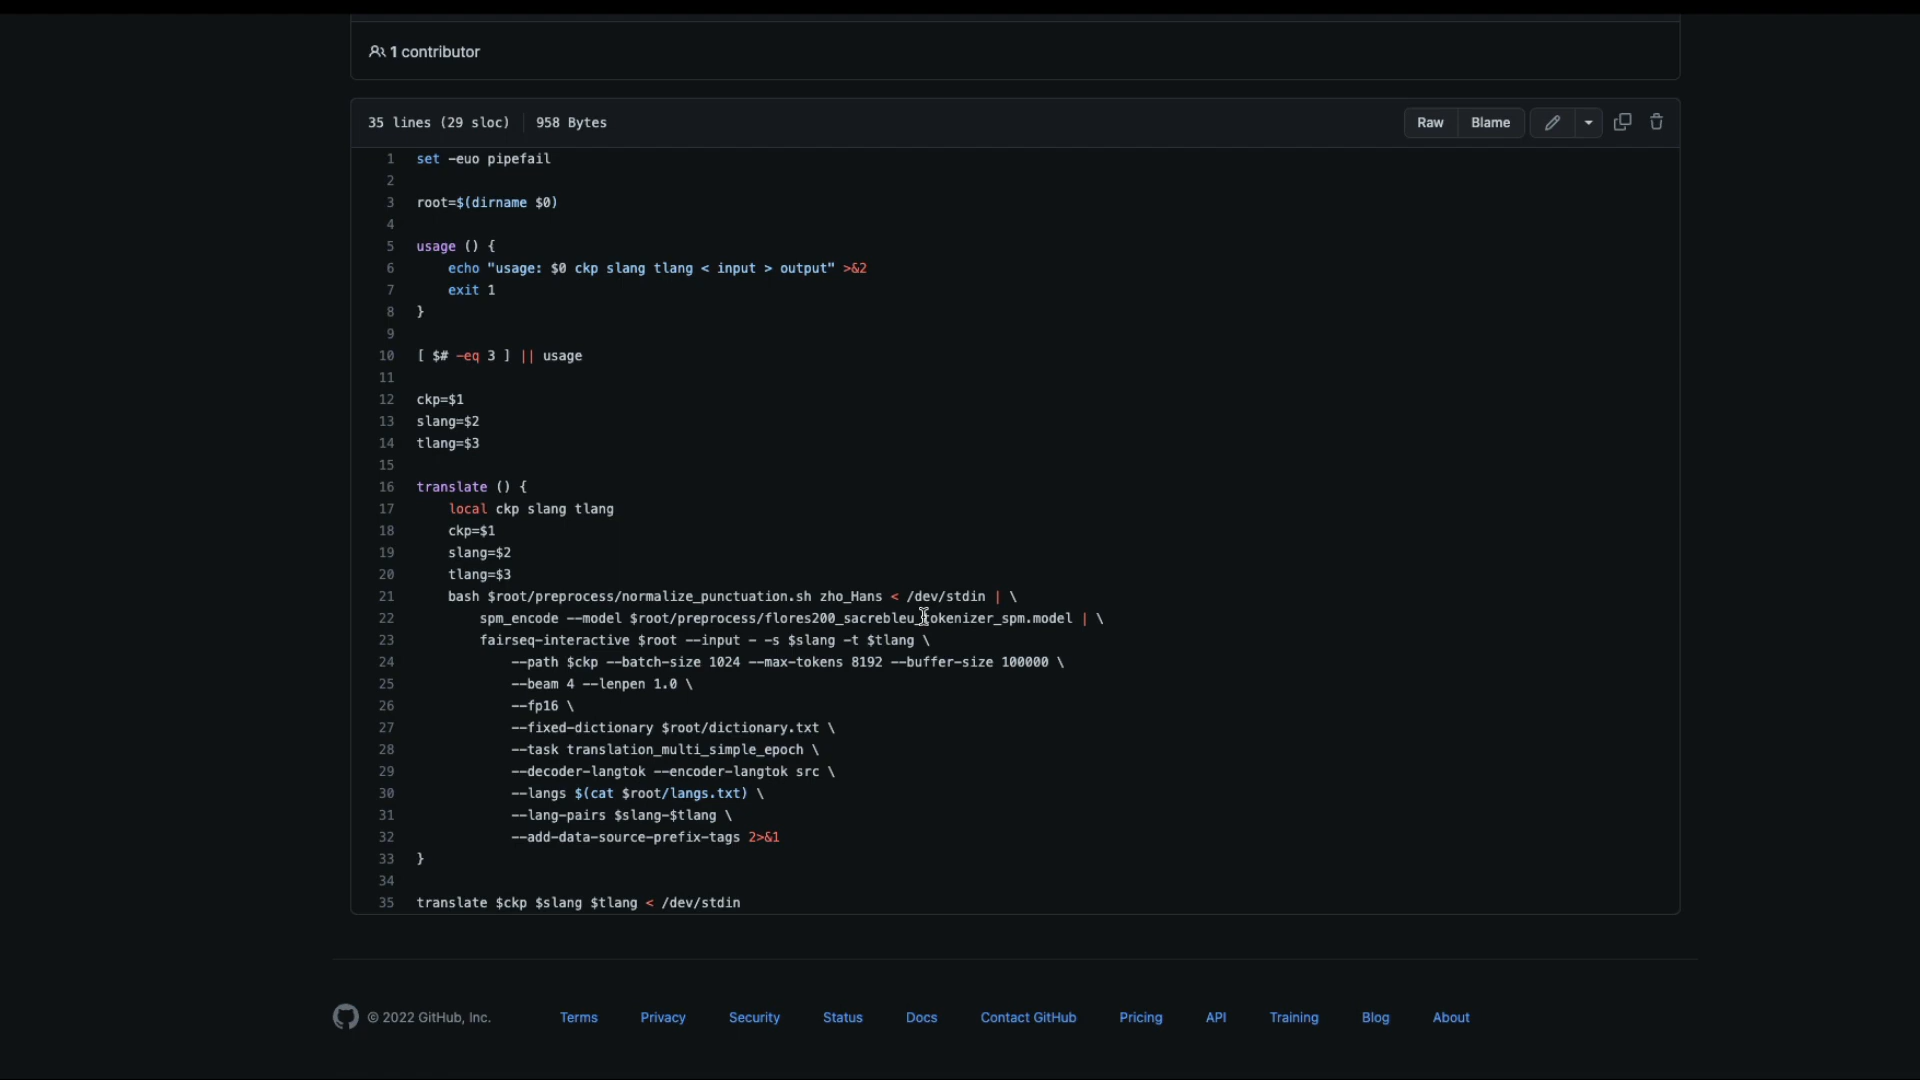 1 contributor
35 lines (29 sloc) 958 Bytes Raw Blame
1 set -euo pipefail
2
3 root=$(dirname $0)
4
5 usage () {
6 echo "usage: $0 ckp slang tlang < input > output" >&2
7 exit 1
8 }
9
10 [ $# -eq 3 ] || usage
11
12 ckp=$1
13 slang=$2
14 tlang=$3
15
16 translate () {
17 local ckp slang tlang
18 ckp=$1
19 slang=$2
20 tlang=$3
21 bash $root/preprocess/normalize_punctuation.sh zho_Hans < /dev/stdin | \
22 spm_encode --model $root/preprocess/flores200_sacrebleu_tokenizer_spm.model | \
23 fairseq-interactive $root --input - -s $slang -t $tlang \
24 --path $ckp --batch-size 1024 --max-tokens 8192 --buffer-size 100000 \
25 --beam 4 --lenpen 1.0 \
26 --fp16 \
27 --fixed-dictionary $root/dictionary.txt \
28 --task translation_multi_simple_epoch \
29 --decoder-langtok --encoder-langtok src \
30 --langs $(cat $root/langs.txt) \
31 --lang-pairs $slang-$tlang \
32 --add-data-source-prefix-tags 2>&1
33 }
34
35 translate $ckp $slang $tlang < /dev/stdin
© 2022 GitHub, Inc. Terms Privacy Security Status Docs Contact GitHub Pricing API Training Blog About